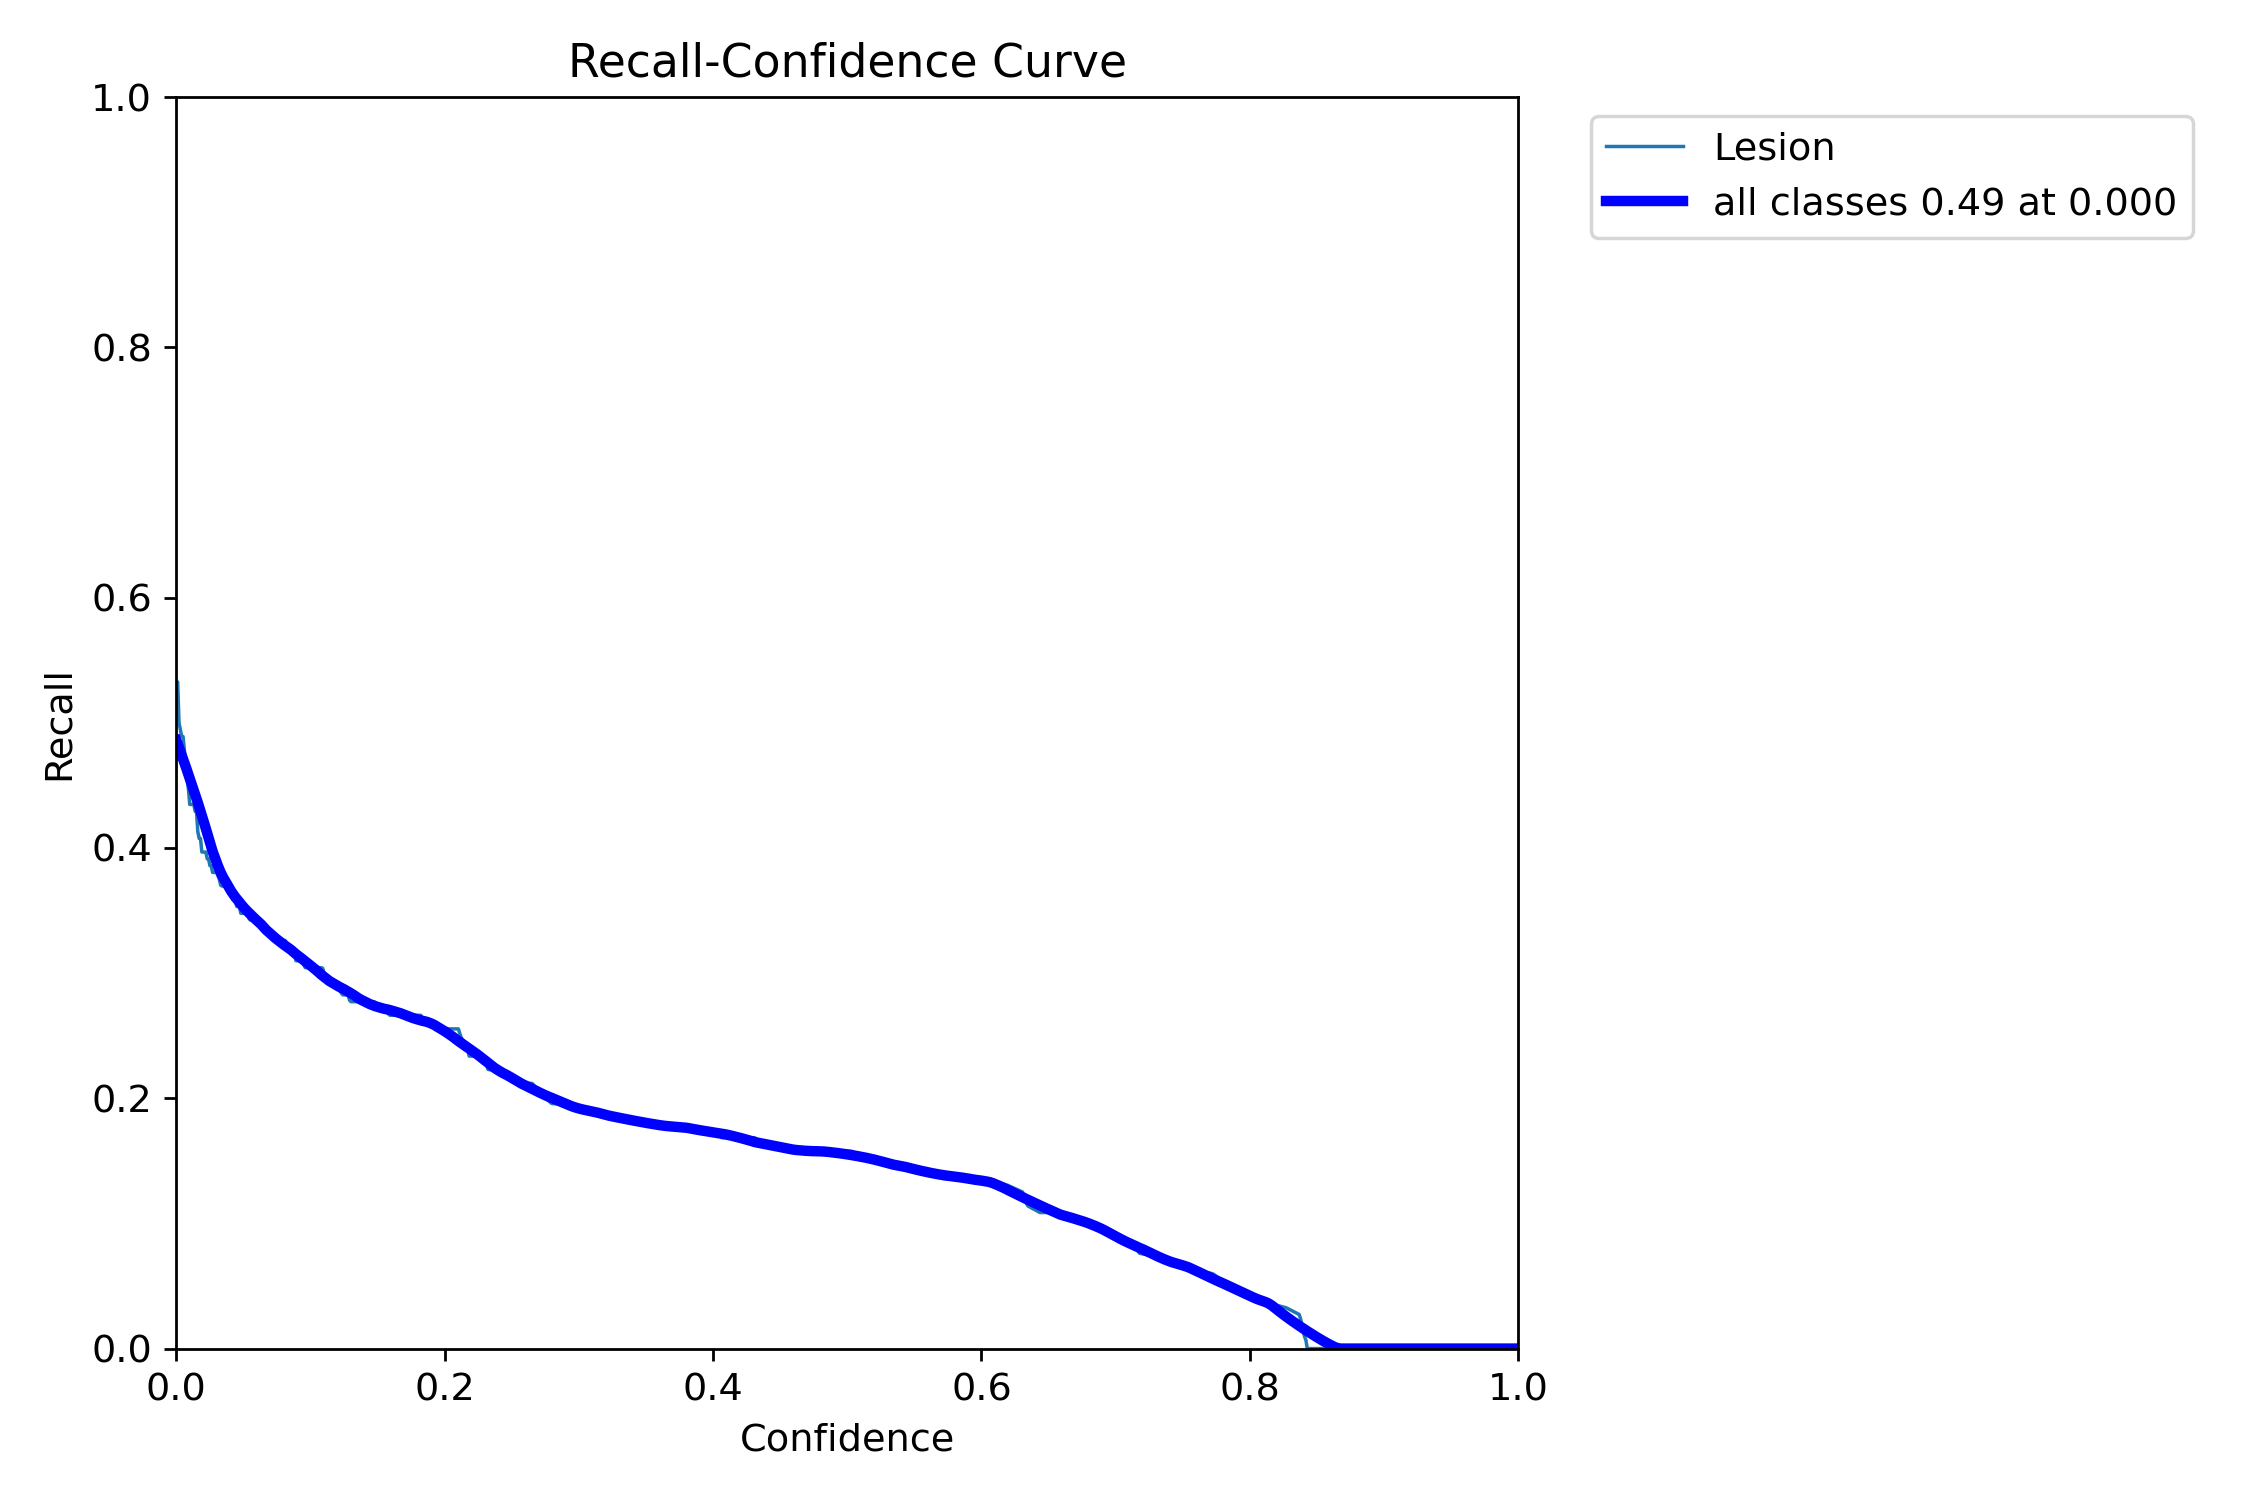 Recall-Confidence Curve
1.0
0.8
0.6
0.4
0.2
0.0
Recall
0.0 0.2 0.4 0.6 0.8 1.0
Confidence
Lesion
all classes 0.49 at 0.000